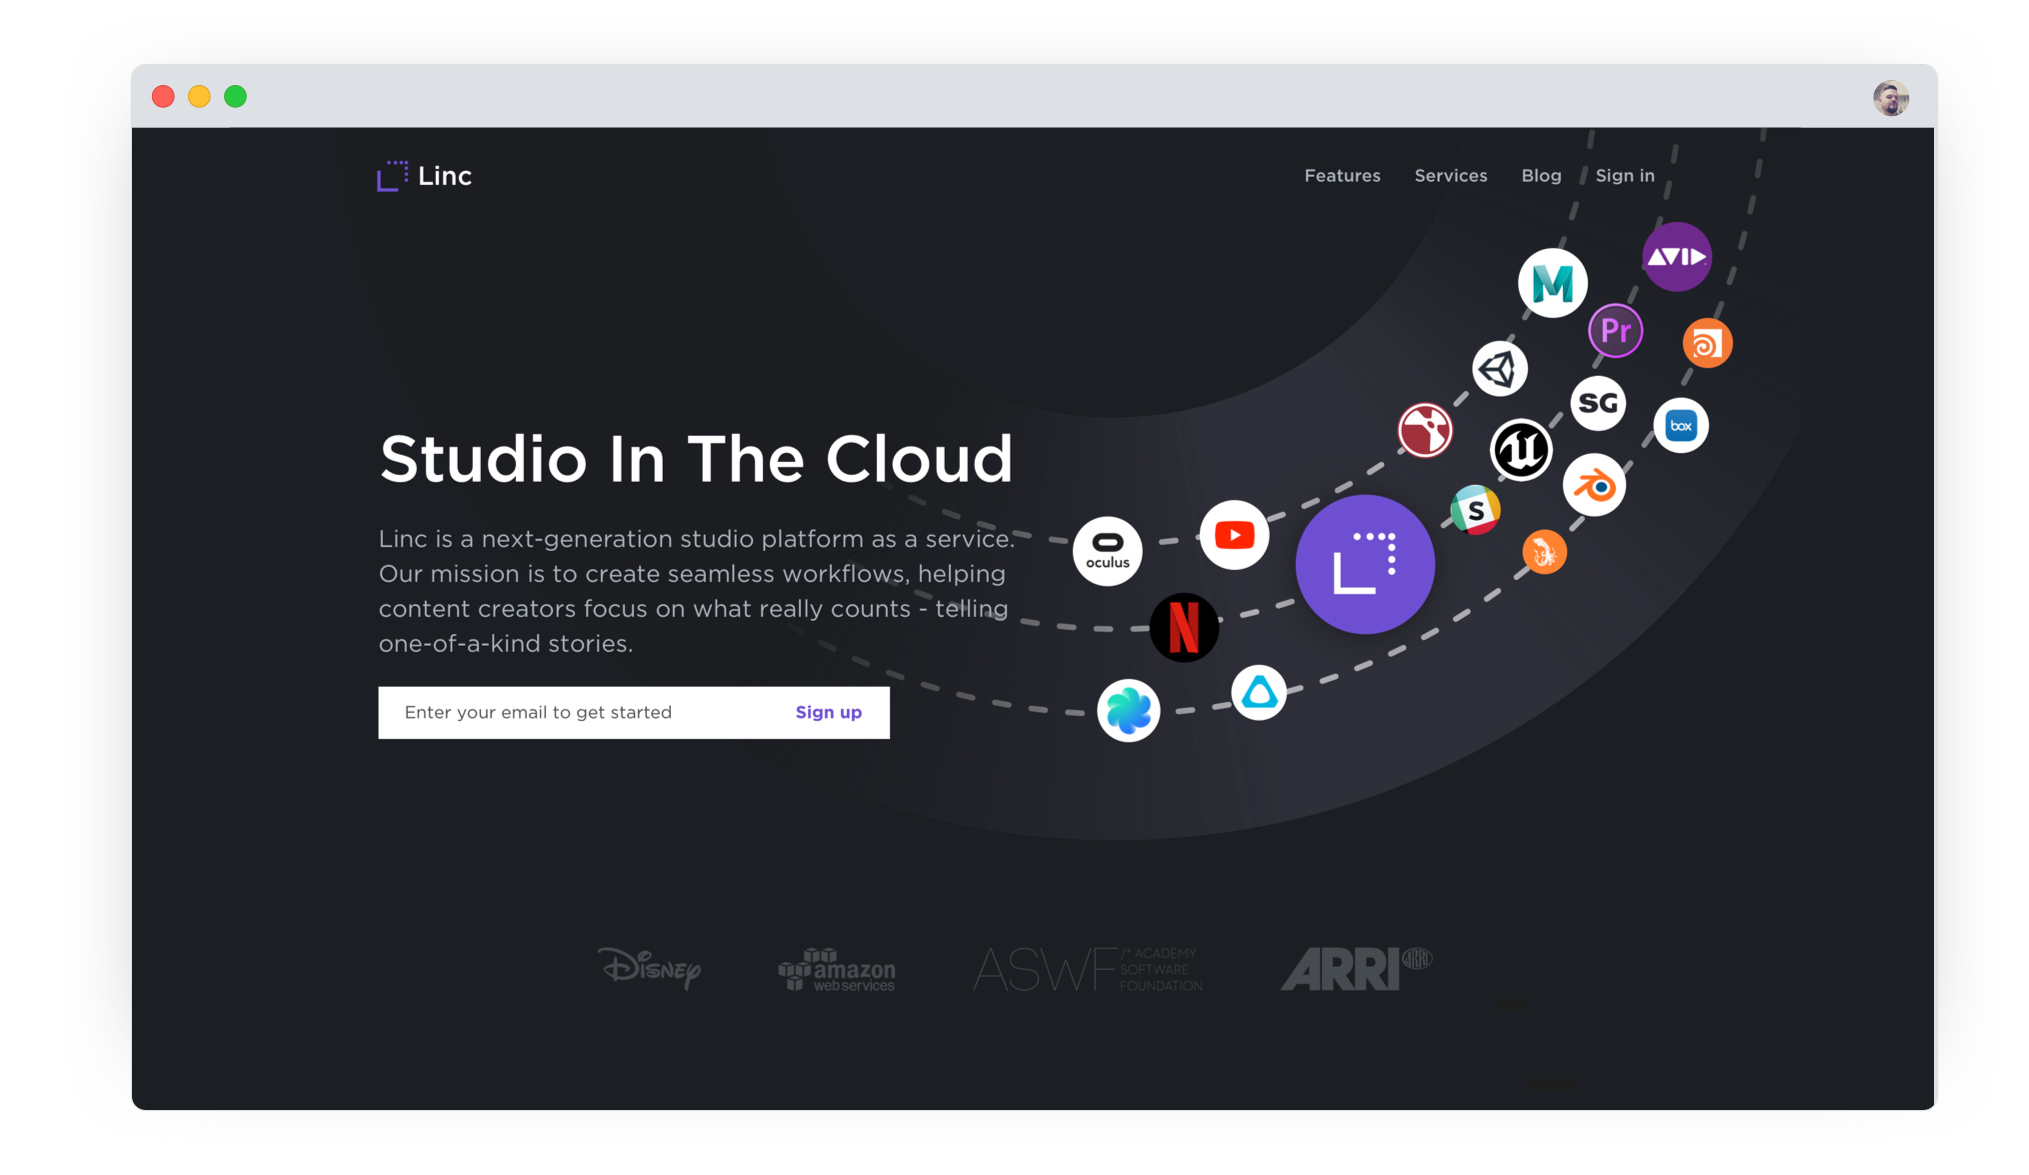 Linc
Features Services Blog Sign in
AVID
M
Pr
SG
box
U
S
oculus
N
Studio In The Cloud
Linc is a next-generation studio platform as a service.
Our mission is to create seamless workflows, helping
content creators focus on what really counts - telling
one-of-a-kind stories.
Enter your email to get started Sign up
Disney
amazon
web services
ASWF /* ACADEMY
SOFTWARE
FOUNDATION
ARRI ARRI